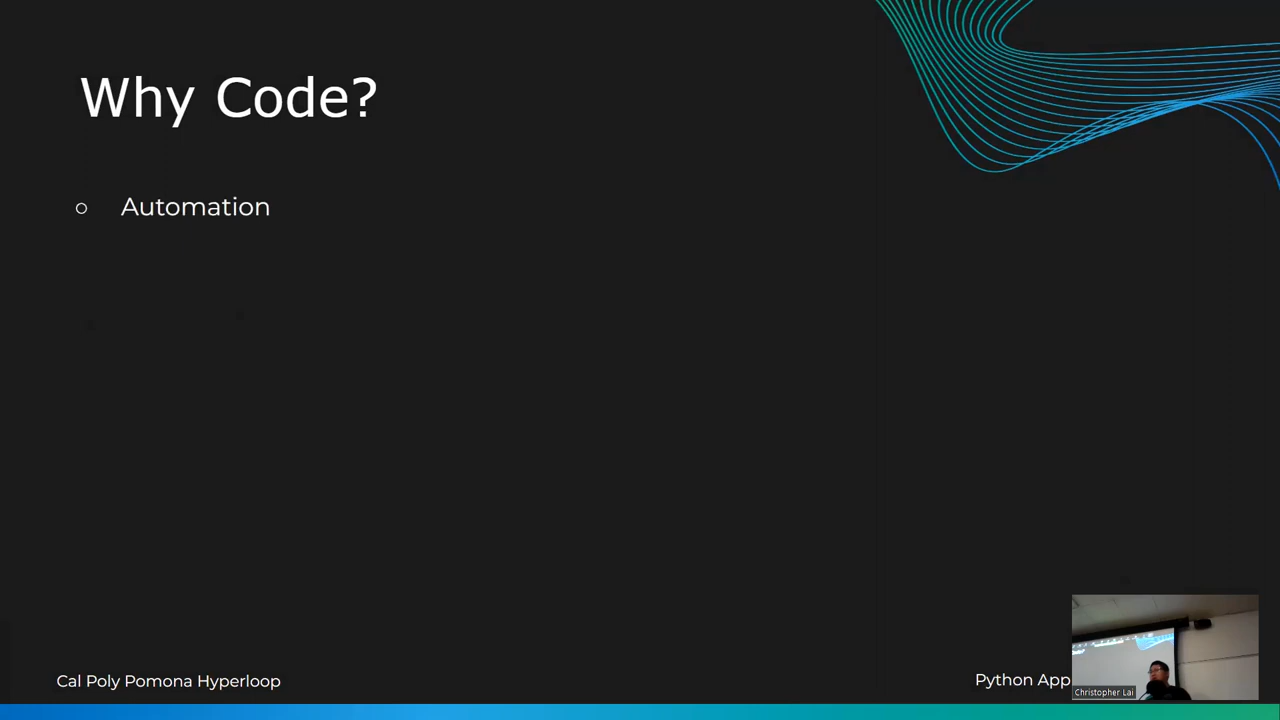 Why Code?
○ Automation
Cal Poly Pomona Hyperloop
Python App
Christopher Lai